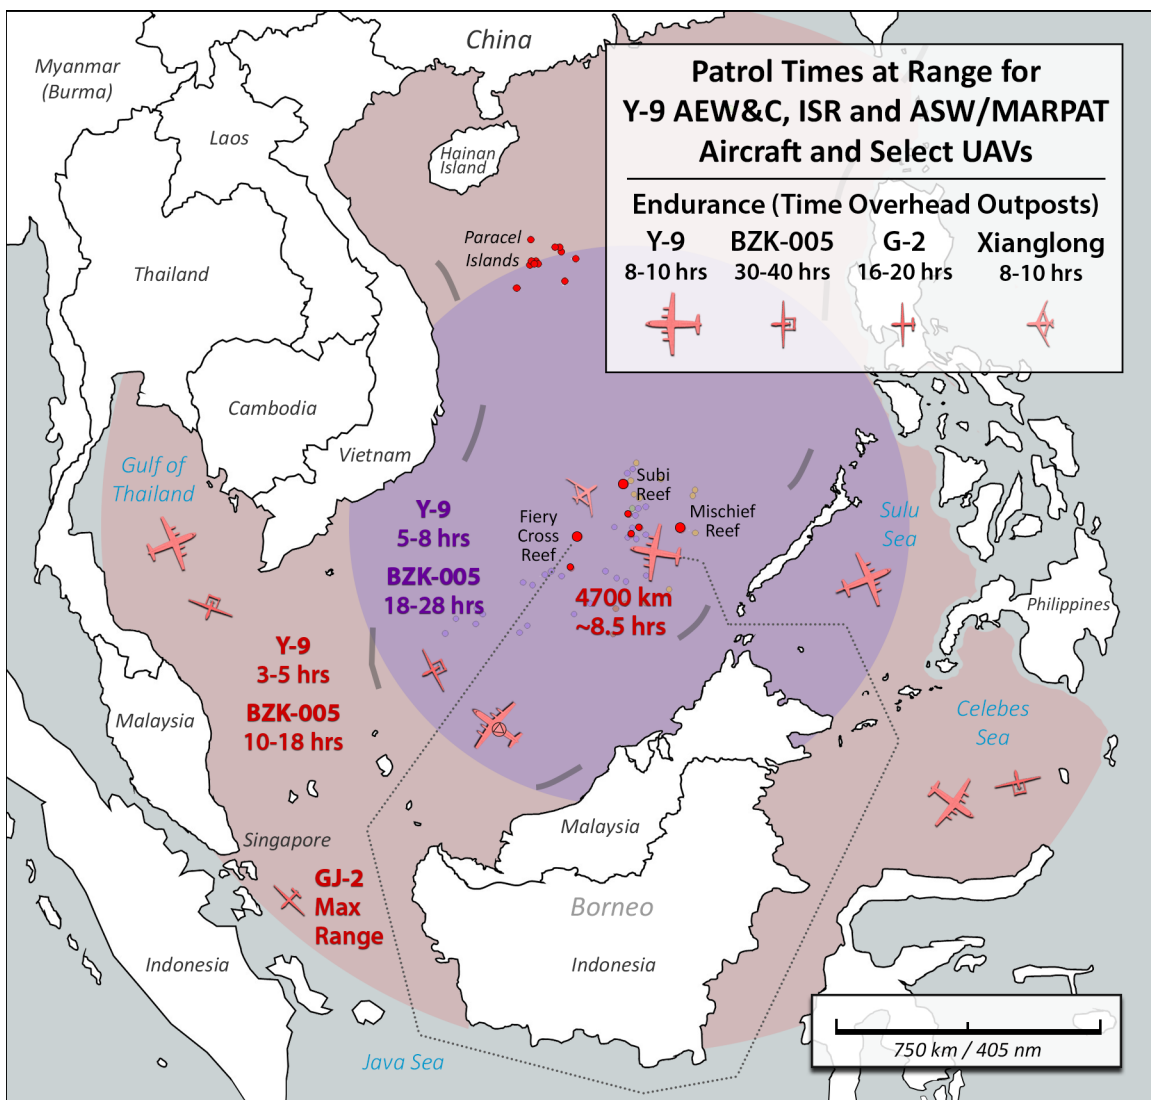 China
Myanmar
(Burma)
Laos
Hainan
Island
Patrol Times at Range for
Y-9 AEW&C, ISR and ASW/MARPAT
Aircraft and Select UAVs
Endurance (Time Overhead Outposts)
Y-9
8-10 hrs
BZK-005
30-40 hrs
G-2
16-20 hrs
Xianglong
8-10 hrs
Paracel
Islands
Thailand
Cambodia
Vietnam
Gulf of
Thailand
Subi
Reef
Mischief
Reef
Fiery
Cross
Reef
Sulu
Sea
Y-9
5-8 hrs
BZK-005
18-28 hrs
4700 km
~8.5 hrs
Philippines
Y-9
3-5 hrs
BZK-005
10-18 hrs
Malaysia
Celebes
Sea
Singapore
Malaysia
GJ-2
Max
Range
Borneo
Indonesia
Indonesia
Java Sea
750 km / 405 nm